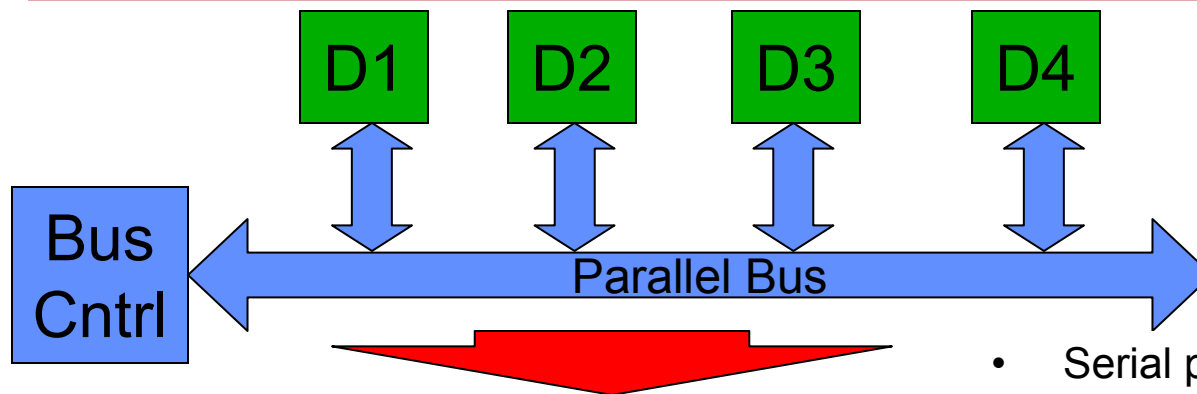 D1 D2 D3 D4
Bus
Cntrl
Parallel Bus
• Serial